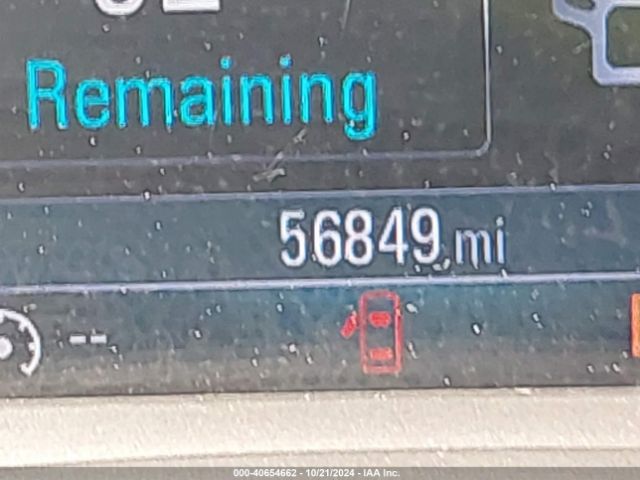 Remaining
56849 mi
--
000-40654662 - 10/21/2024 - IAA Inc.